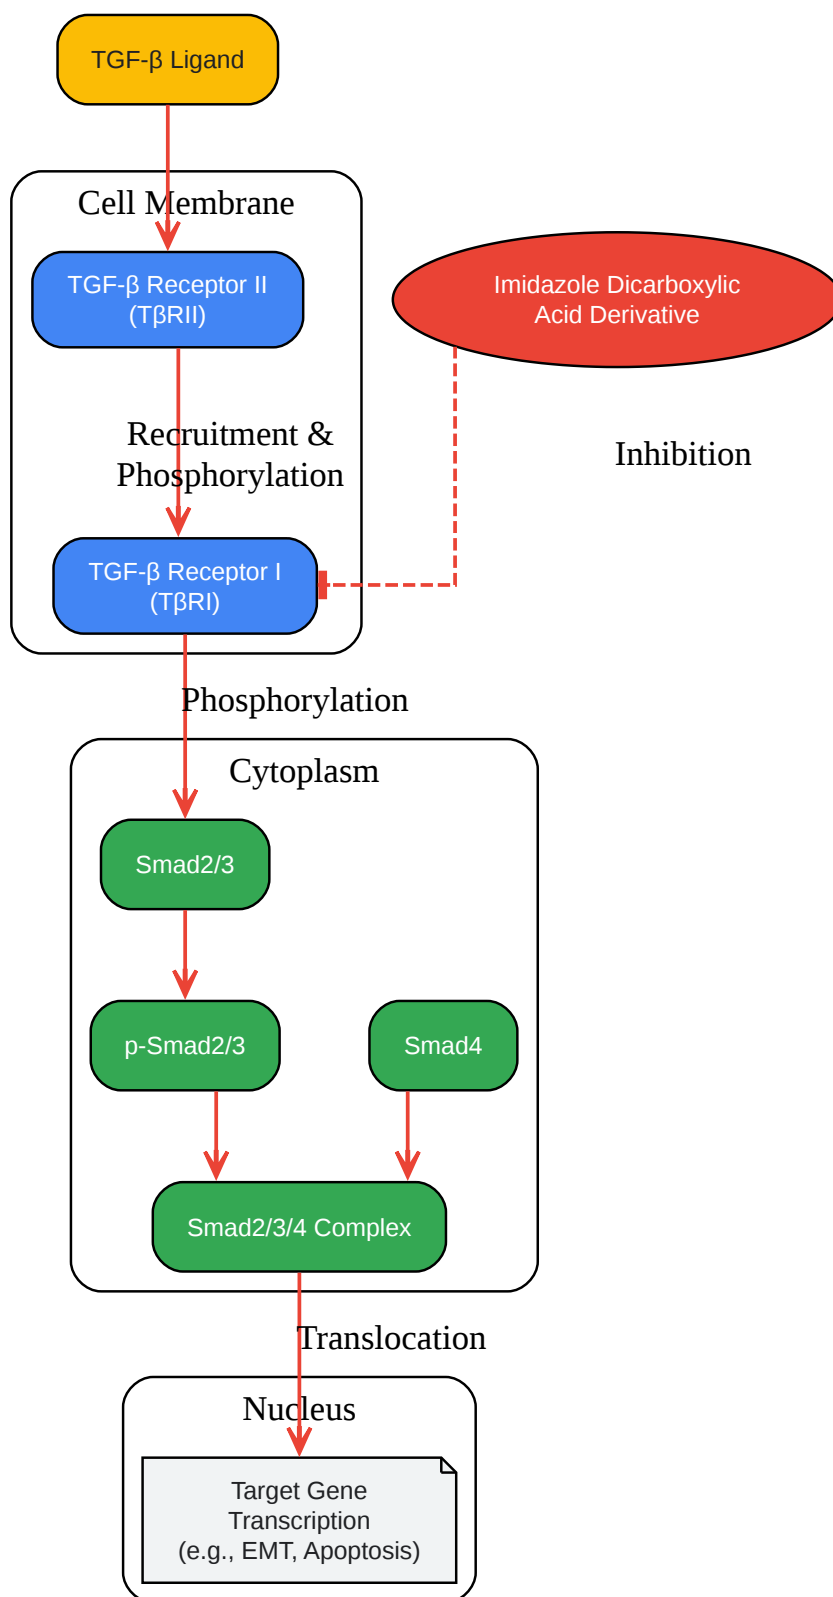 TGF-β Ligand
Cell Membrane
TGF-β Receptor II
(TβRII)
Imidazole Dicarboxylic
Acid Derivative
Recruitment &
Phosphorylation
Inhibition
TGF-β Receptor I
(TβRI)
Phosphorylation
Cytoplasm
Smad2/3
p-Smad2/3
Smad4
Smad2/3/4 Complex
Translocation
Nucleus
Target Gene
Transcription
(e.g., EMT, Apoptosis)